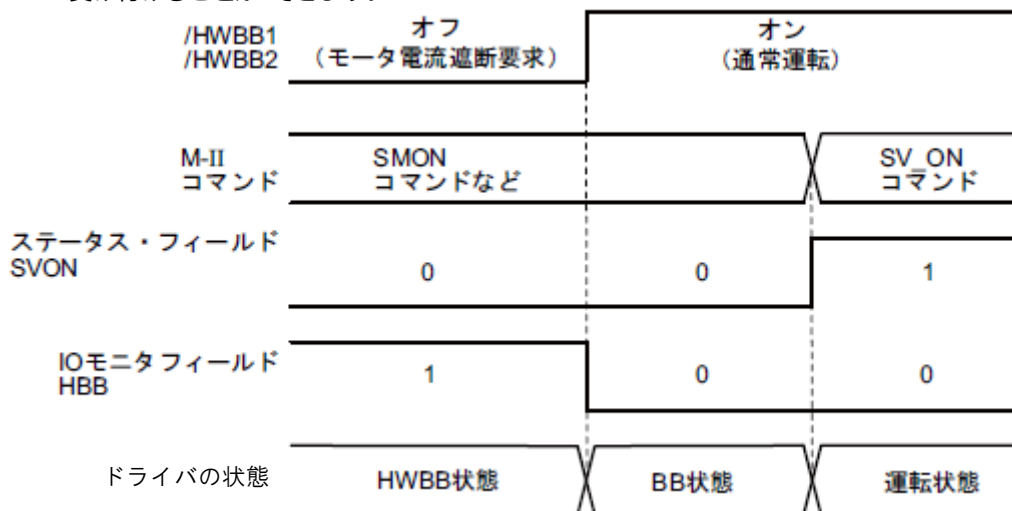 /HWBB1
/HWBB2
オフ
(モータ電流遮断要求)
オン
(通常運転)
M-II
コマンド
SMON
コマンドなど
SV_ON
コマンド
ステータス・フィールド
SVON
0
0
1
IOモニタフィールド
HBB
1
0
0
ドライバの状態
HWBB状態
BB状態
運転状態